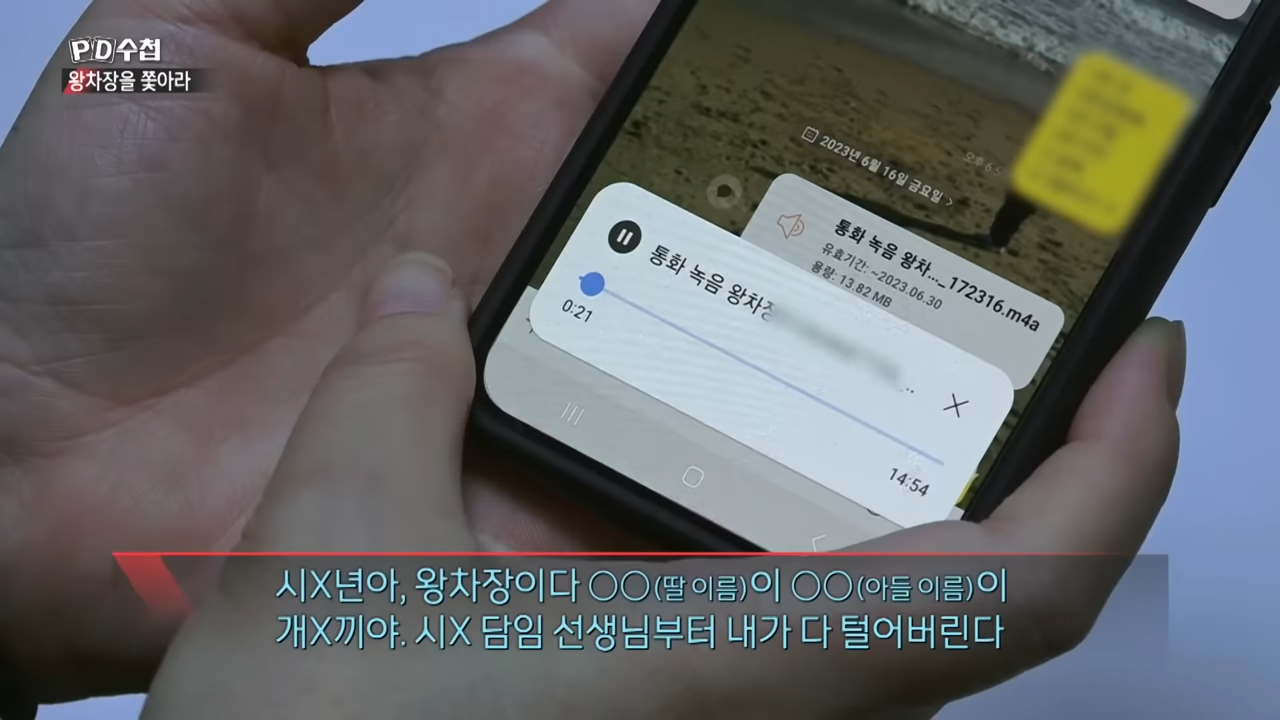 PD수첩
왕차장을 쫓아라
2023년 6월 16일 금요일 >
통화 녹음 왕차…_172316.m4a
유효기간: ~2023.06.30
용량: 13.82 MB
통화 녹음 왕차장
0:21
14:54
시X년아, 왕차장이다 ○○(딸 이름)이 ○○(아들 이름)이
개X끼야. 시X 담임 선생님부터 내가 다 털어버린다